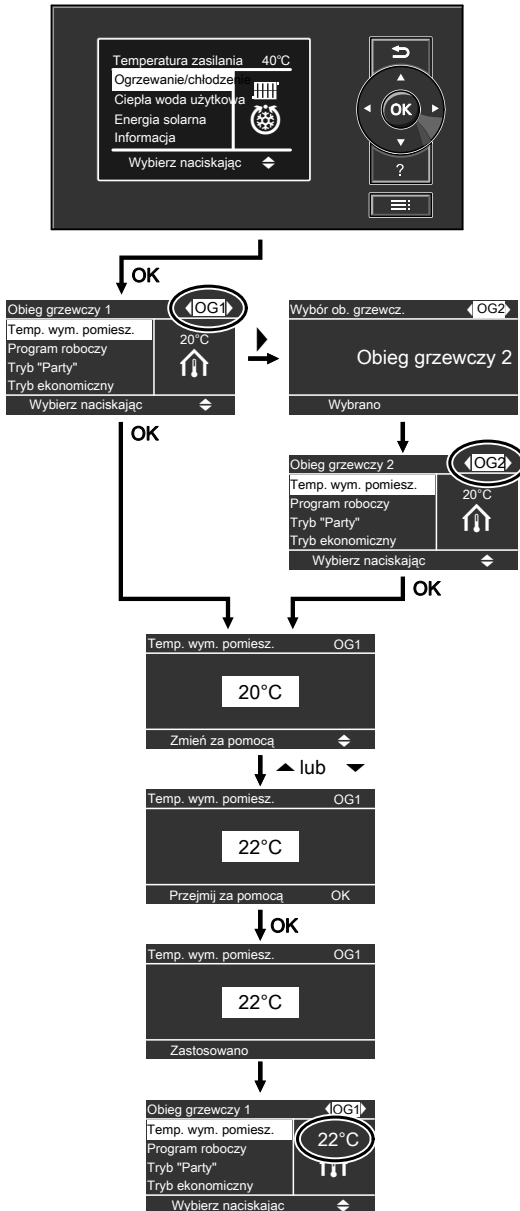 Temperatura zasilania 40°C
Ogrzewanie/chłodzenie
Ciepła woda użytkowa
Energia solarna
Informacja
Wybierz naciskając
OK
?
OK
Obieg grzewczy 1 OG1
Temp. wym. pomiesz.
Program roboczy
Tryb "Party"
Tryb ekonomiczny
20°C
Wybierz naciskając
Wybór ob. grzewcz. OG2
Obieg grzewczy 2
Wybrano
OK
Obieg grzewczy 2 OG2
Temp. wym. pomiesz.
Program roboczy
Tryb "Party"
Tryb ekonomiczny
20°C
Wybierz naciskając
OK
Temp. wym. pomiesz. OG1
20°C
Zmień za pomocą
lub
Temp. wym. pomiesz. OG1
22°C
Przejmij za pomocą OK
OK
Temp. wym. pomiesz. OG1
22°C
Zastosowano
Obieg grzewczy 1 OG1
Temp. wym. pomiesz.
Program roboczy
Tryb "Party"
Tryb ekonomiczny
22°C
Wybierz naciskając